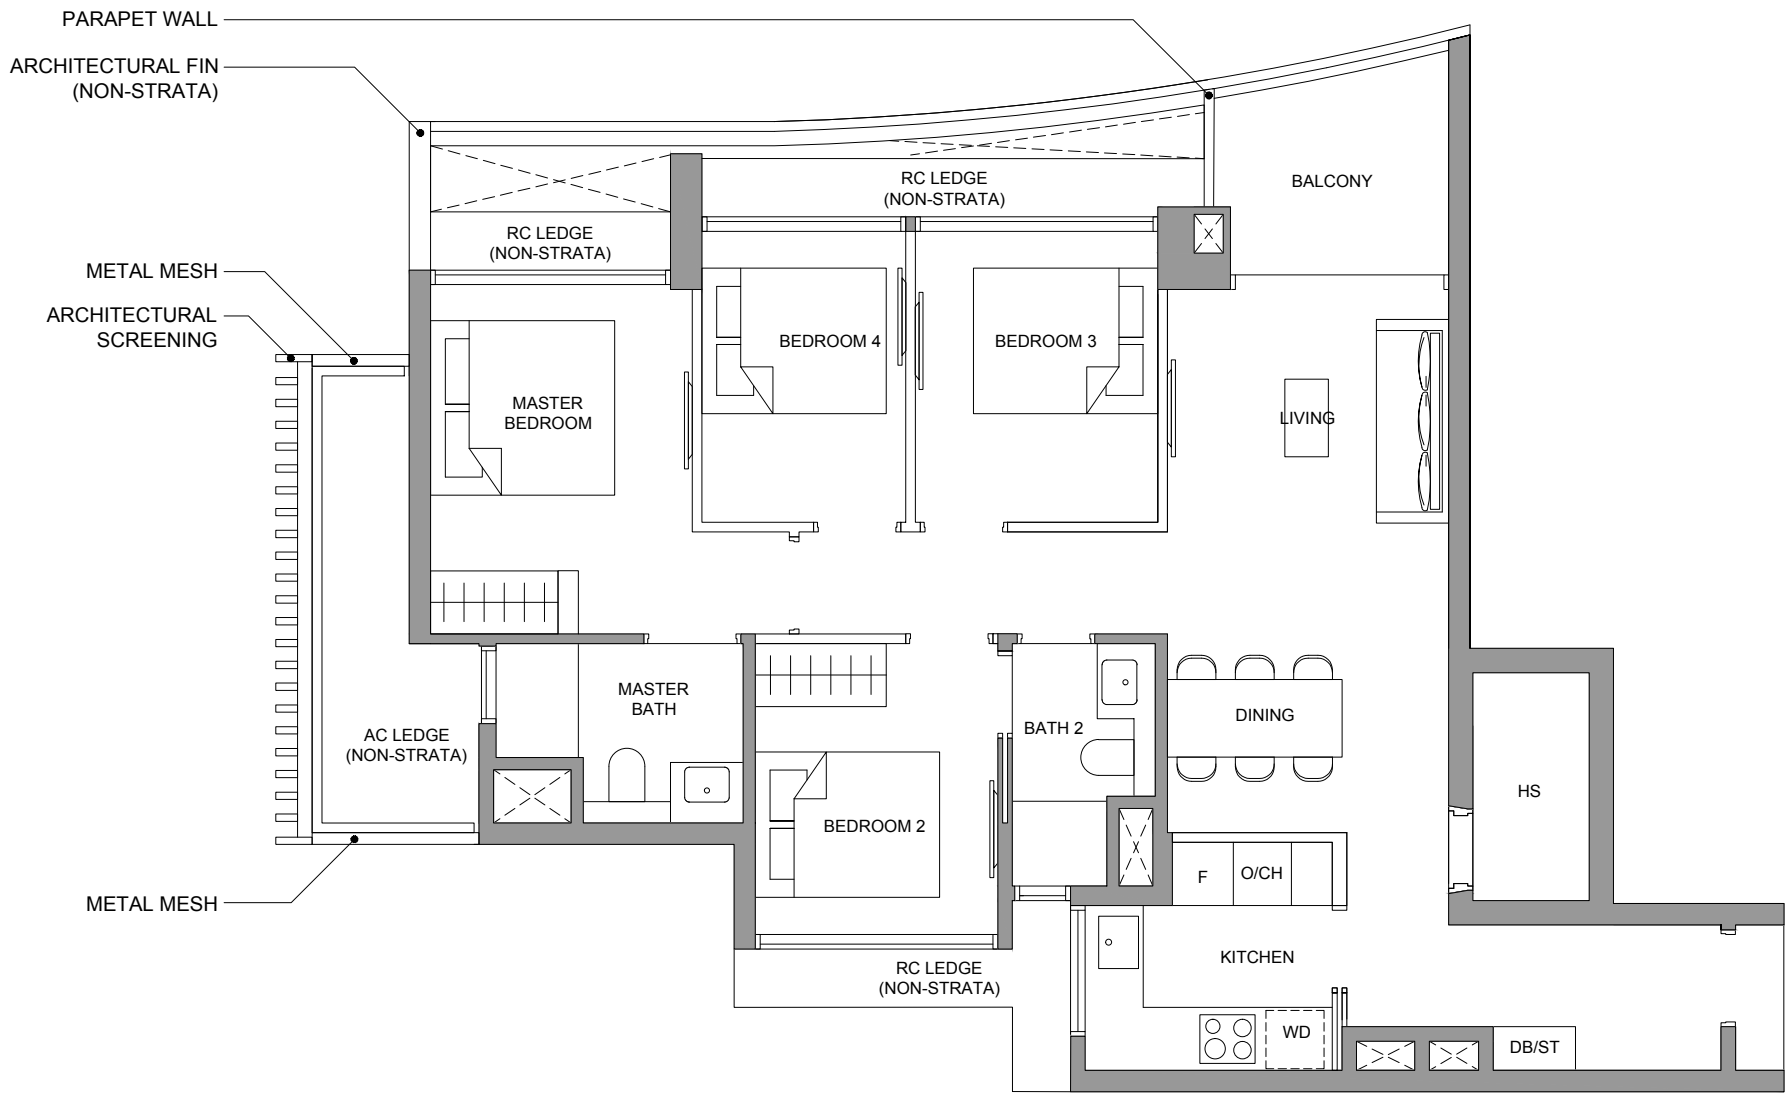 PARAPET WALL
ARCHITECTURAL FIN
(NON-STRATA)
RC LEDGE
(NON-STRATA)
BALCONY
RC LEDGE
(NON-STRATA)
METAL MESH
ARCHITECTURAL
SCREENING
BEDROOM 4
BEDROOM 3
MASTER
BEDROOM
LIVING
MASTER
BATH
DINING
BATH 2
AC LEDGE
(NON-STRATA)
HS
BEDROOM 2
F
O/CH
METAL MESH
KITCHEN
RC LEDGE
(NON-STRATA)
WD
DB/ST